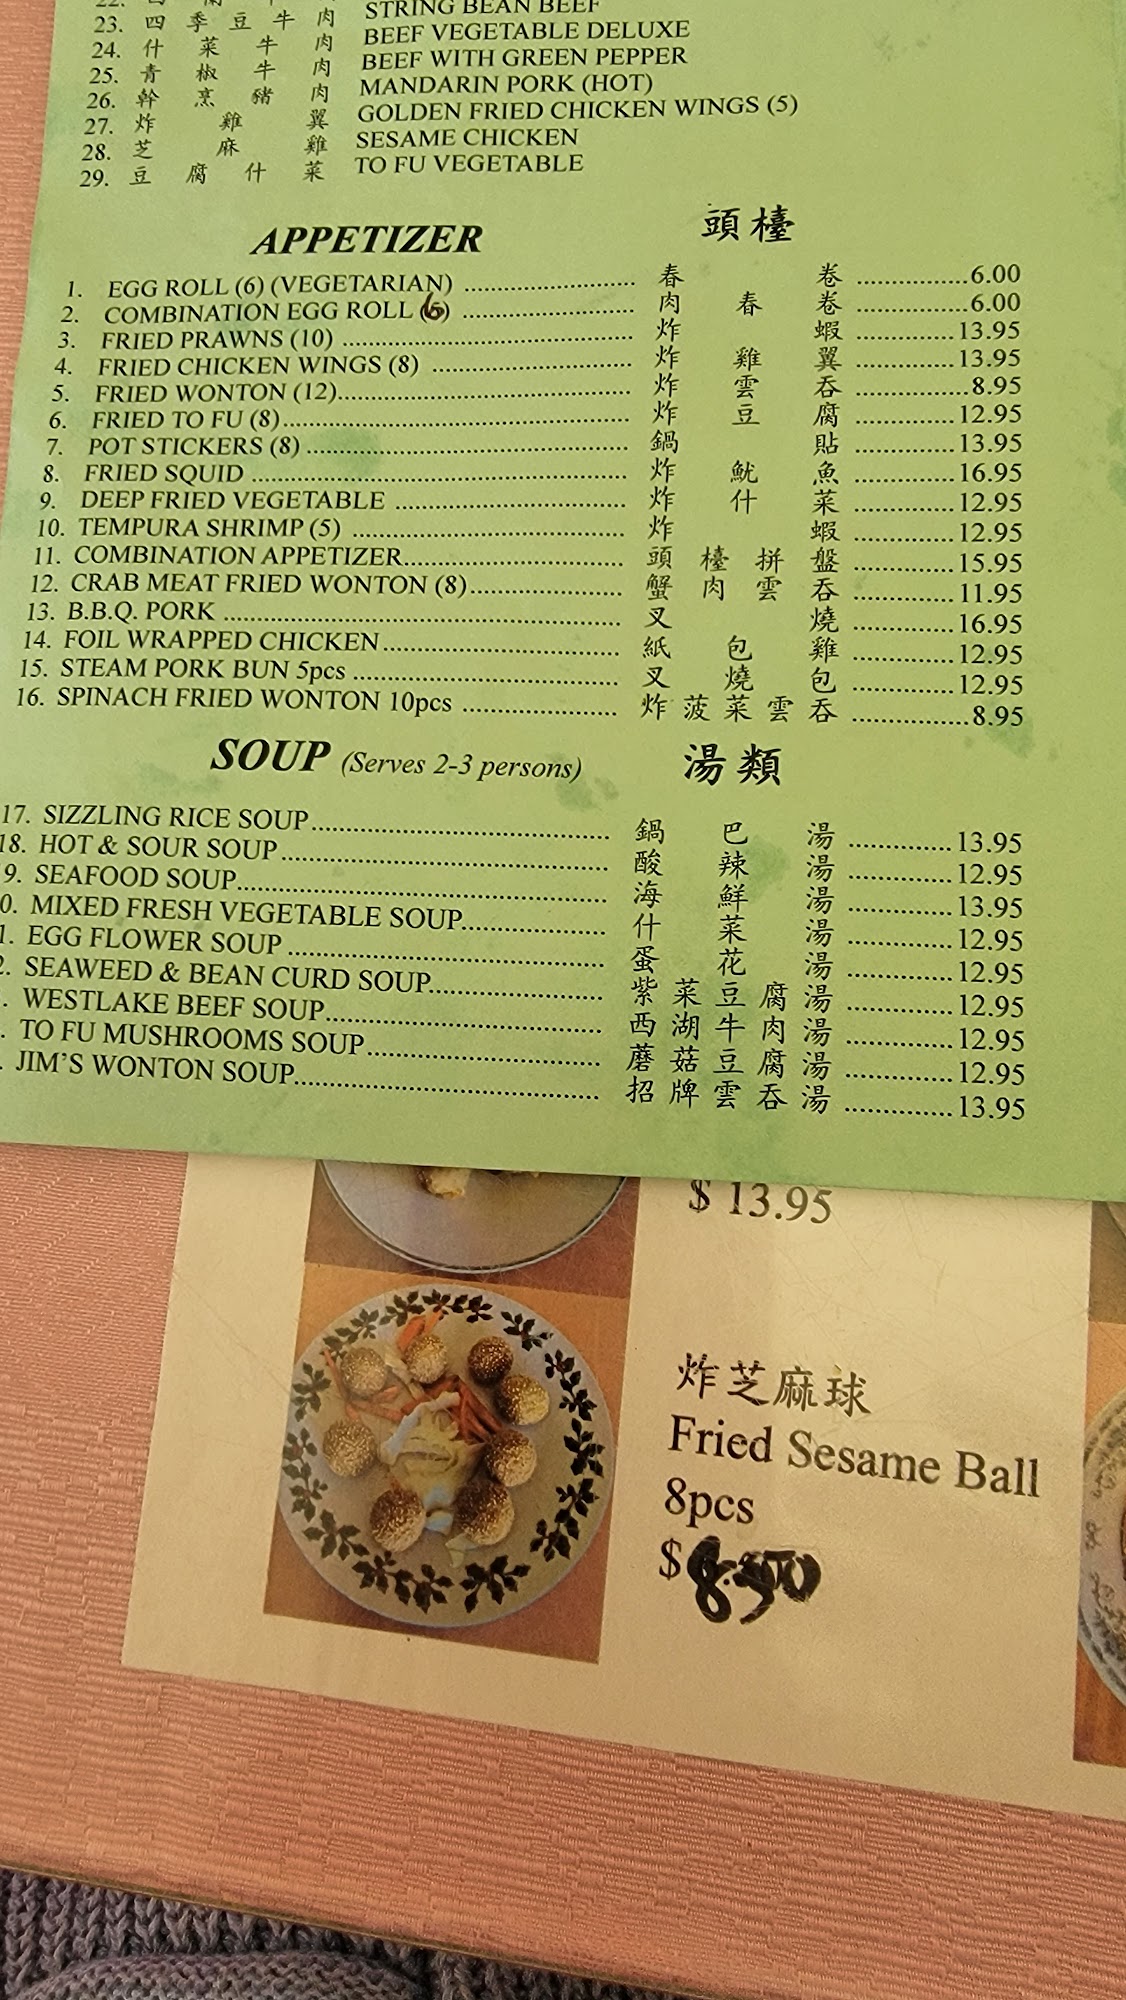 23. 四季豆牛肉 STRING BEAN BEEF
24. 什菜牛肉 BEEF VEGETABLE DELUXE
25. 青椒牛肉 BEEF WITH GREEN PEPPER
26. 幹烹豬肉 MANDARIN PORK (HOT)
27. 炸雞翼 GOLDEN FRIED CHICKEN WINGS (5)
28. 芝麻雞 SESAME CHICKEN
29. 豆腐什菜 TO FU VEGETABLE
APPETIZER 頭檯
1. EGG ROLL (6) (VEGETARIAN) 春卷 6.00
2. COMBINATION EGG ROLL (6) 肉春卷 6.00
3. FRIED PRAWNS (10) 炸蝦 13.95
4. FRIED CHICKEN WINGS (8) 炸雞翼 13.95
5. FRIED WONTON (12) 炸雲吞 8.95
6. FRIED TO FU (8) 炸豆腐 12.95
7. POT STICKERS (8) 鍋貼 13.95
8. FRIED SQUID 炸魷魚 16.95
9. DEEP FRIED VEGETABLE 炸什菜 12.95
10. TEMPURA SHRIMP (5) 炸蝦 12.95
11. COMBINATION APPETIZER 頭檯拼盤 15.95
12. CRAB MEAT FRIED WONTON (8) 蟹肉雲吞 11.95
13. B.B.Q. PORK 叉燒 16.95
14. FOIL WRAPPED CHICKEN 紙包雞 12.95
15. STEAM PORK BUN 5pcs 叉燒包 12.95
16. SPINACH FRIED WONTON 10pcs 炸菠菜雲吞 8.95
SOUP (Serves 2-3 persons) 湯類
17. SIZZLING RICE SOUP 鍋巴湯 13.95
18. HOT & SOUR SOUP 酸辣湯 12.95
9. SEAFOOD SOUP 海鮮湯 13.95
0. MIXED FRESH VEGETABLE SOUP 什菜湯 12.95
1. EGG FLOWER SOUP 蛋花湯 12.95
2. SEAWEED & BEAN CURD SOUP 紫菜豆腐湯 12.95
. WESTLAKE BEEF SOUP 西湖牛肉湯 12.95
. TO FU MUSHROOMS SOUP 蘑菇豆腐湯 12.95
. JIM'S WONTON SOUP 招牌雲吞湯 13.95
$ 13.95
炸芝麻球
Fried Sesame Ball
8pcs
$8.500